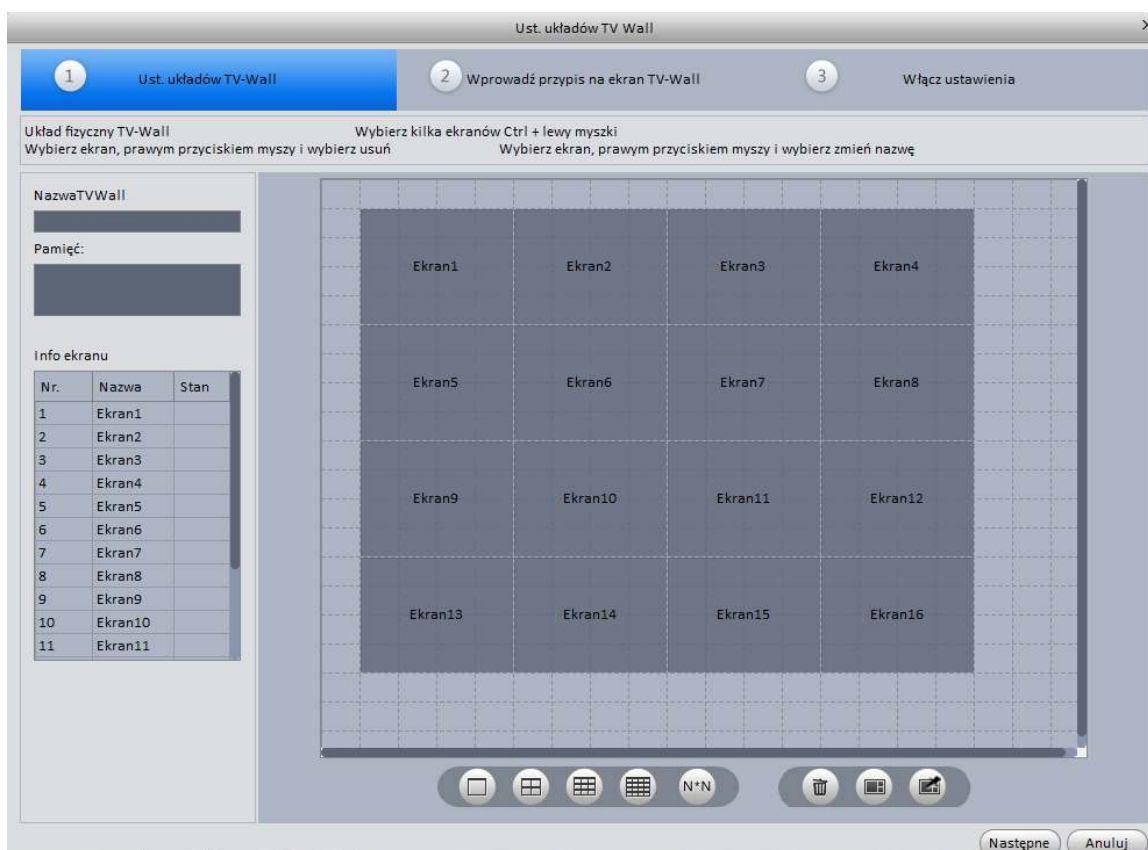 Ust. układów TV Wall
1 Ust. układów TV-Wall 2 Wprowadź przypis na ekran TV-Wall 3 Włącz ustawienia
Układ fizyczny TV-Wall Wybierz kilka ekranów Ctrl + lewy myszki
Wybierz ekran, prawym przyciskiem myszy i wybierz usuń Wybierz ekran, prawym przyciskiem myszy i wybierz zmień nazwę
NazwaTVWall
Pamięć:
Info ekranu
Nr. Nazwa Stan
1 Ekran1
2 Ekran2
3 Ekran3
4 Ekran4
5 Ekran5
6 Ekran6
7 Ekran7
8 Ekran8
9 Ekran9
10 Ekran10
11 Ekran11
Ekran1 Ekran2 Ekran3 Ekran4
Ekran5 Ekran6 Ekran7 Ekran8
Ekran9 Ekran10 Ekran11 Ekran12
Ekran13 Ekran14 Ekran15 Ekran16
N*N
Następne Anuluj